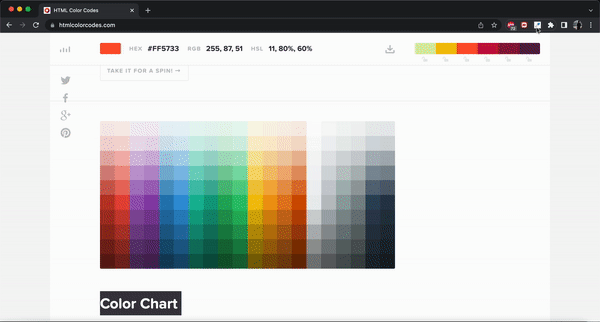 HTML Color Codes
htmlcolorcodes.com
HEX #FF5733 RGB 255, 87, 51 HSL 11, 80%, 60%
TAKE IT FOR A SPIN! →
Color Chart